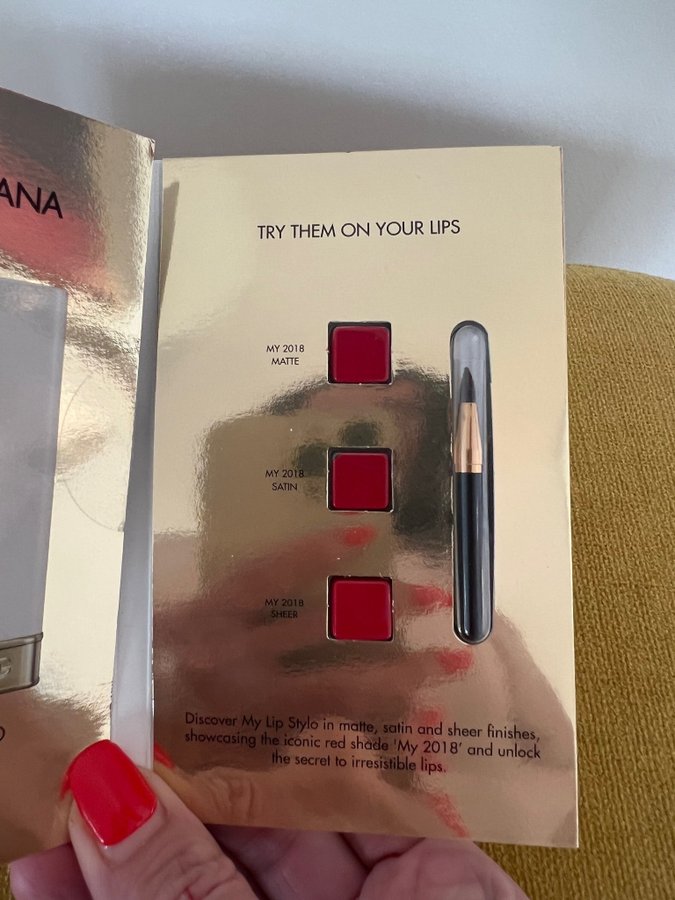 ANA
TRY THEM ON YOUR LIPS
MY 2018
MATTE
MY 2018
SATIN
MY 2018
SHEER
Discover My Lip Stylo in matte, satin and sheer finishes,
showcasing the iconic red shade 'My 2018' and unlock
the secret to irresistible lips.
G